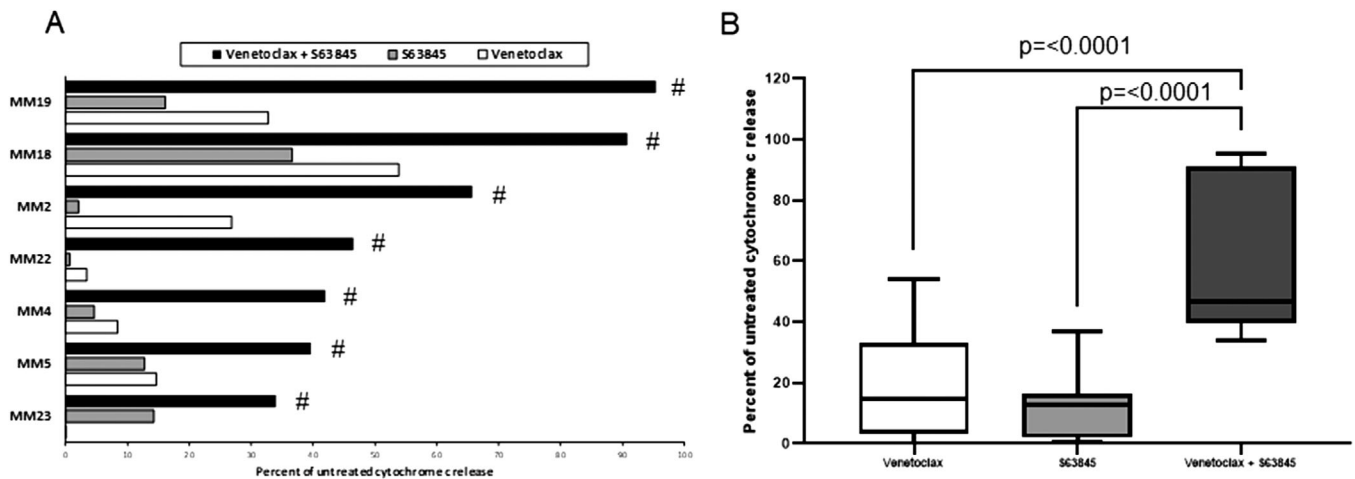 A
Venetoclax + S63845 S63845 Venetoclax
MM19 #
MM18 #
MM2 #
MM22 #
MM4 #
MM5 #
MM23 #
0 10 20 30 40 50 60 70 80 90 100
Percent of untreated cytochrome c release
B
p=<0.0001
p=<0.0001
120
100
80
60
40
20
0
Percent of untreated cytochrome c release
Venetoclax S63845 Venetoclax + S63845